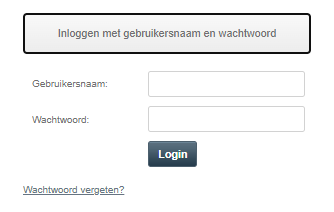 Inloggen met gebruikersnaam en wachtwoord
Gebruikersnaam:
Wachtwoord:
Login
Wachtwoord vergeten?